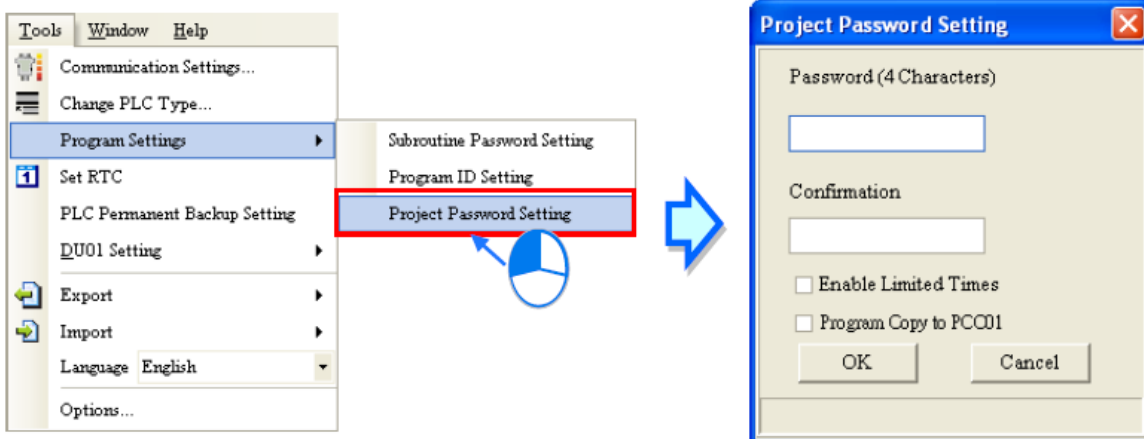 Tools Window Help
Communication Settings...
Change PLC Type...
Program Settings
1 Set RTC
PLC Permanent Backup Setting
DU01 Setting
Export
Import
Language English
Options...
Subroutine Password Setting
Program ID Setting
Project Password Setting
Project Password Setting
Password (4 Characters)
Confirmation
Enable Limited Times
Program Copy to PCC01
OK Cancel